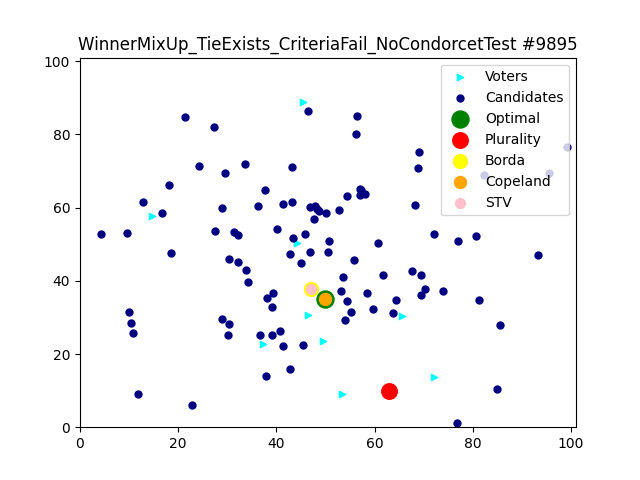 WinnerMixUp_TieExists_CriteriaFail_NoCondorcetTest #9895
Voters
Candidates
Optimal
Plurality
Borda
Copeland
STV
100
80
60
40
20
0
0 20 40 60 80 100